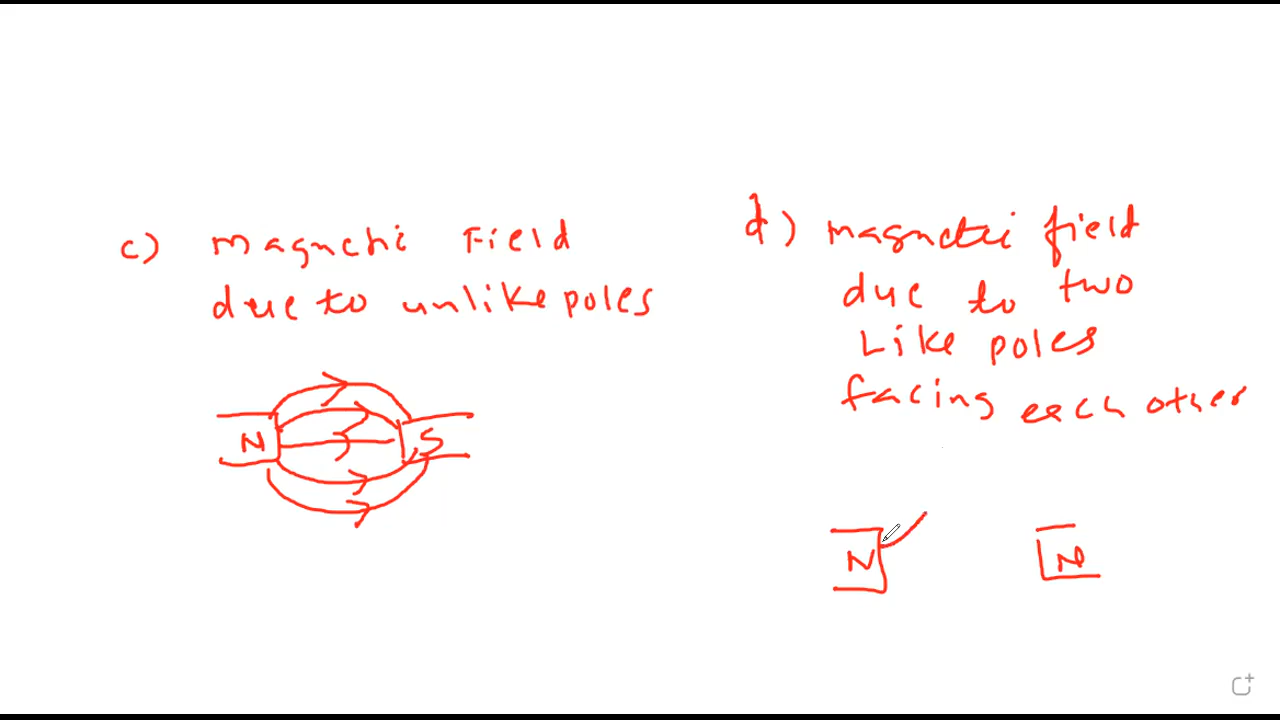 c) magnetic Field
due to unlike poles
N S
d) magnetic field
due to two
Like poles
facing each other
N N